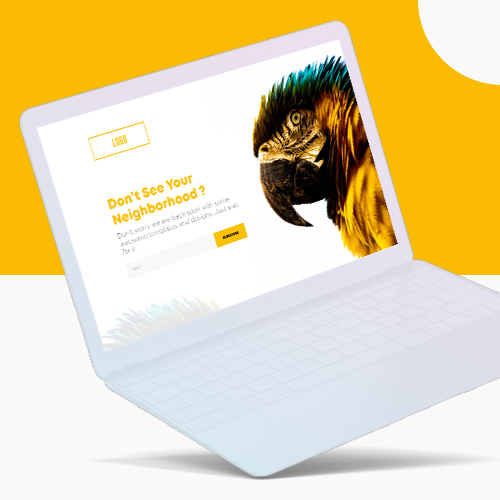 LOGO
Don't See Your
Neighborhood ?
Don't worry we are back soon with some
awesome templates and designs. Just wait
for it
SUBSCRIBE